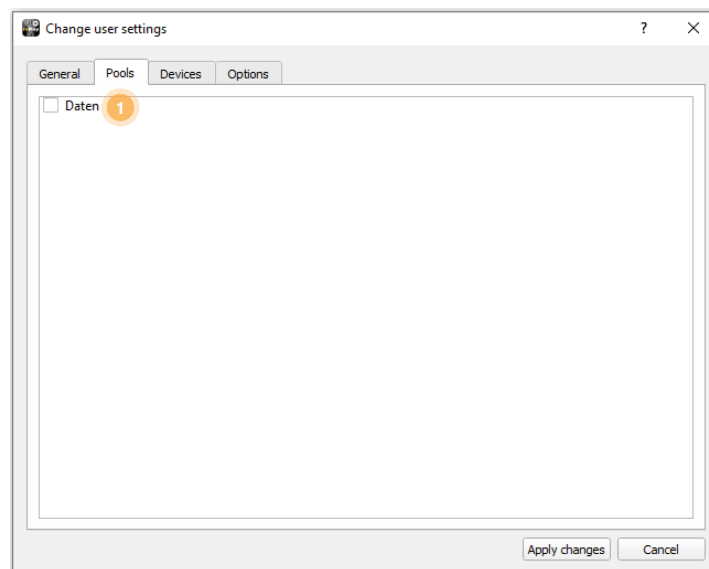 Change user settings
?
General Pools Devices Options
Daten 1
Apply changes Cancel